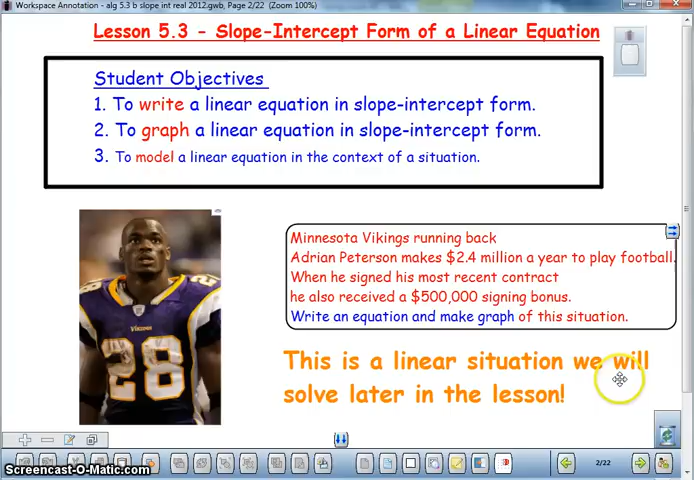 Workspace Annotation - alg 5.3 b slope int real 2012.gwb, Page 2/22 (Zoom 100%)
Lesson 5.3 - Slope-Intercept Form of a Linear Equation
Student Objectives
1. To write a linear equation in slope-intercept form.
2. To graph a linear equation in slope-intercept form.
3. To model a linear equation in the context of a situation.
Minnesota Vikings running back
Adrian Peterson makes $2.4 million a year to play football.
When he signed his most recent contract
he also received a $500,000 signing bonus.
Write an equation and make graph of this situation.
VIKINGS
28
28
This is a linear situation we will
solve later in the lesson!
2/22
Screencast-O-Matic.com